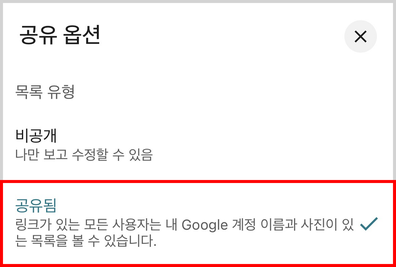 공유 옵션
목록 유형
비공개
나만 보고 수정할 수 있음
공유됨
링크가 있는 모든 사용자는 내 Google 계정 이름과 사진이 있
는 목록을 볼 수 있습니다.